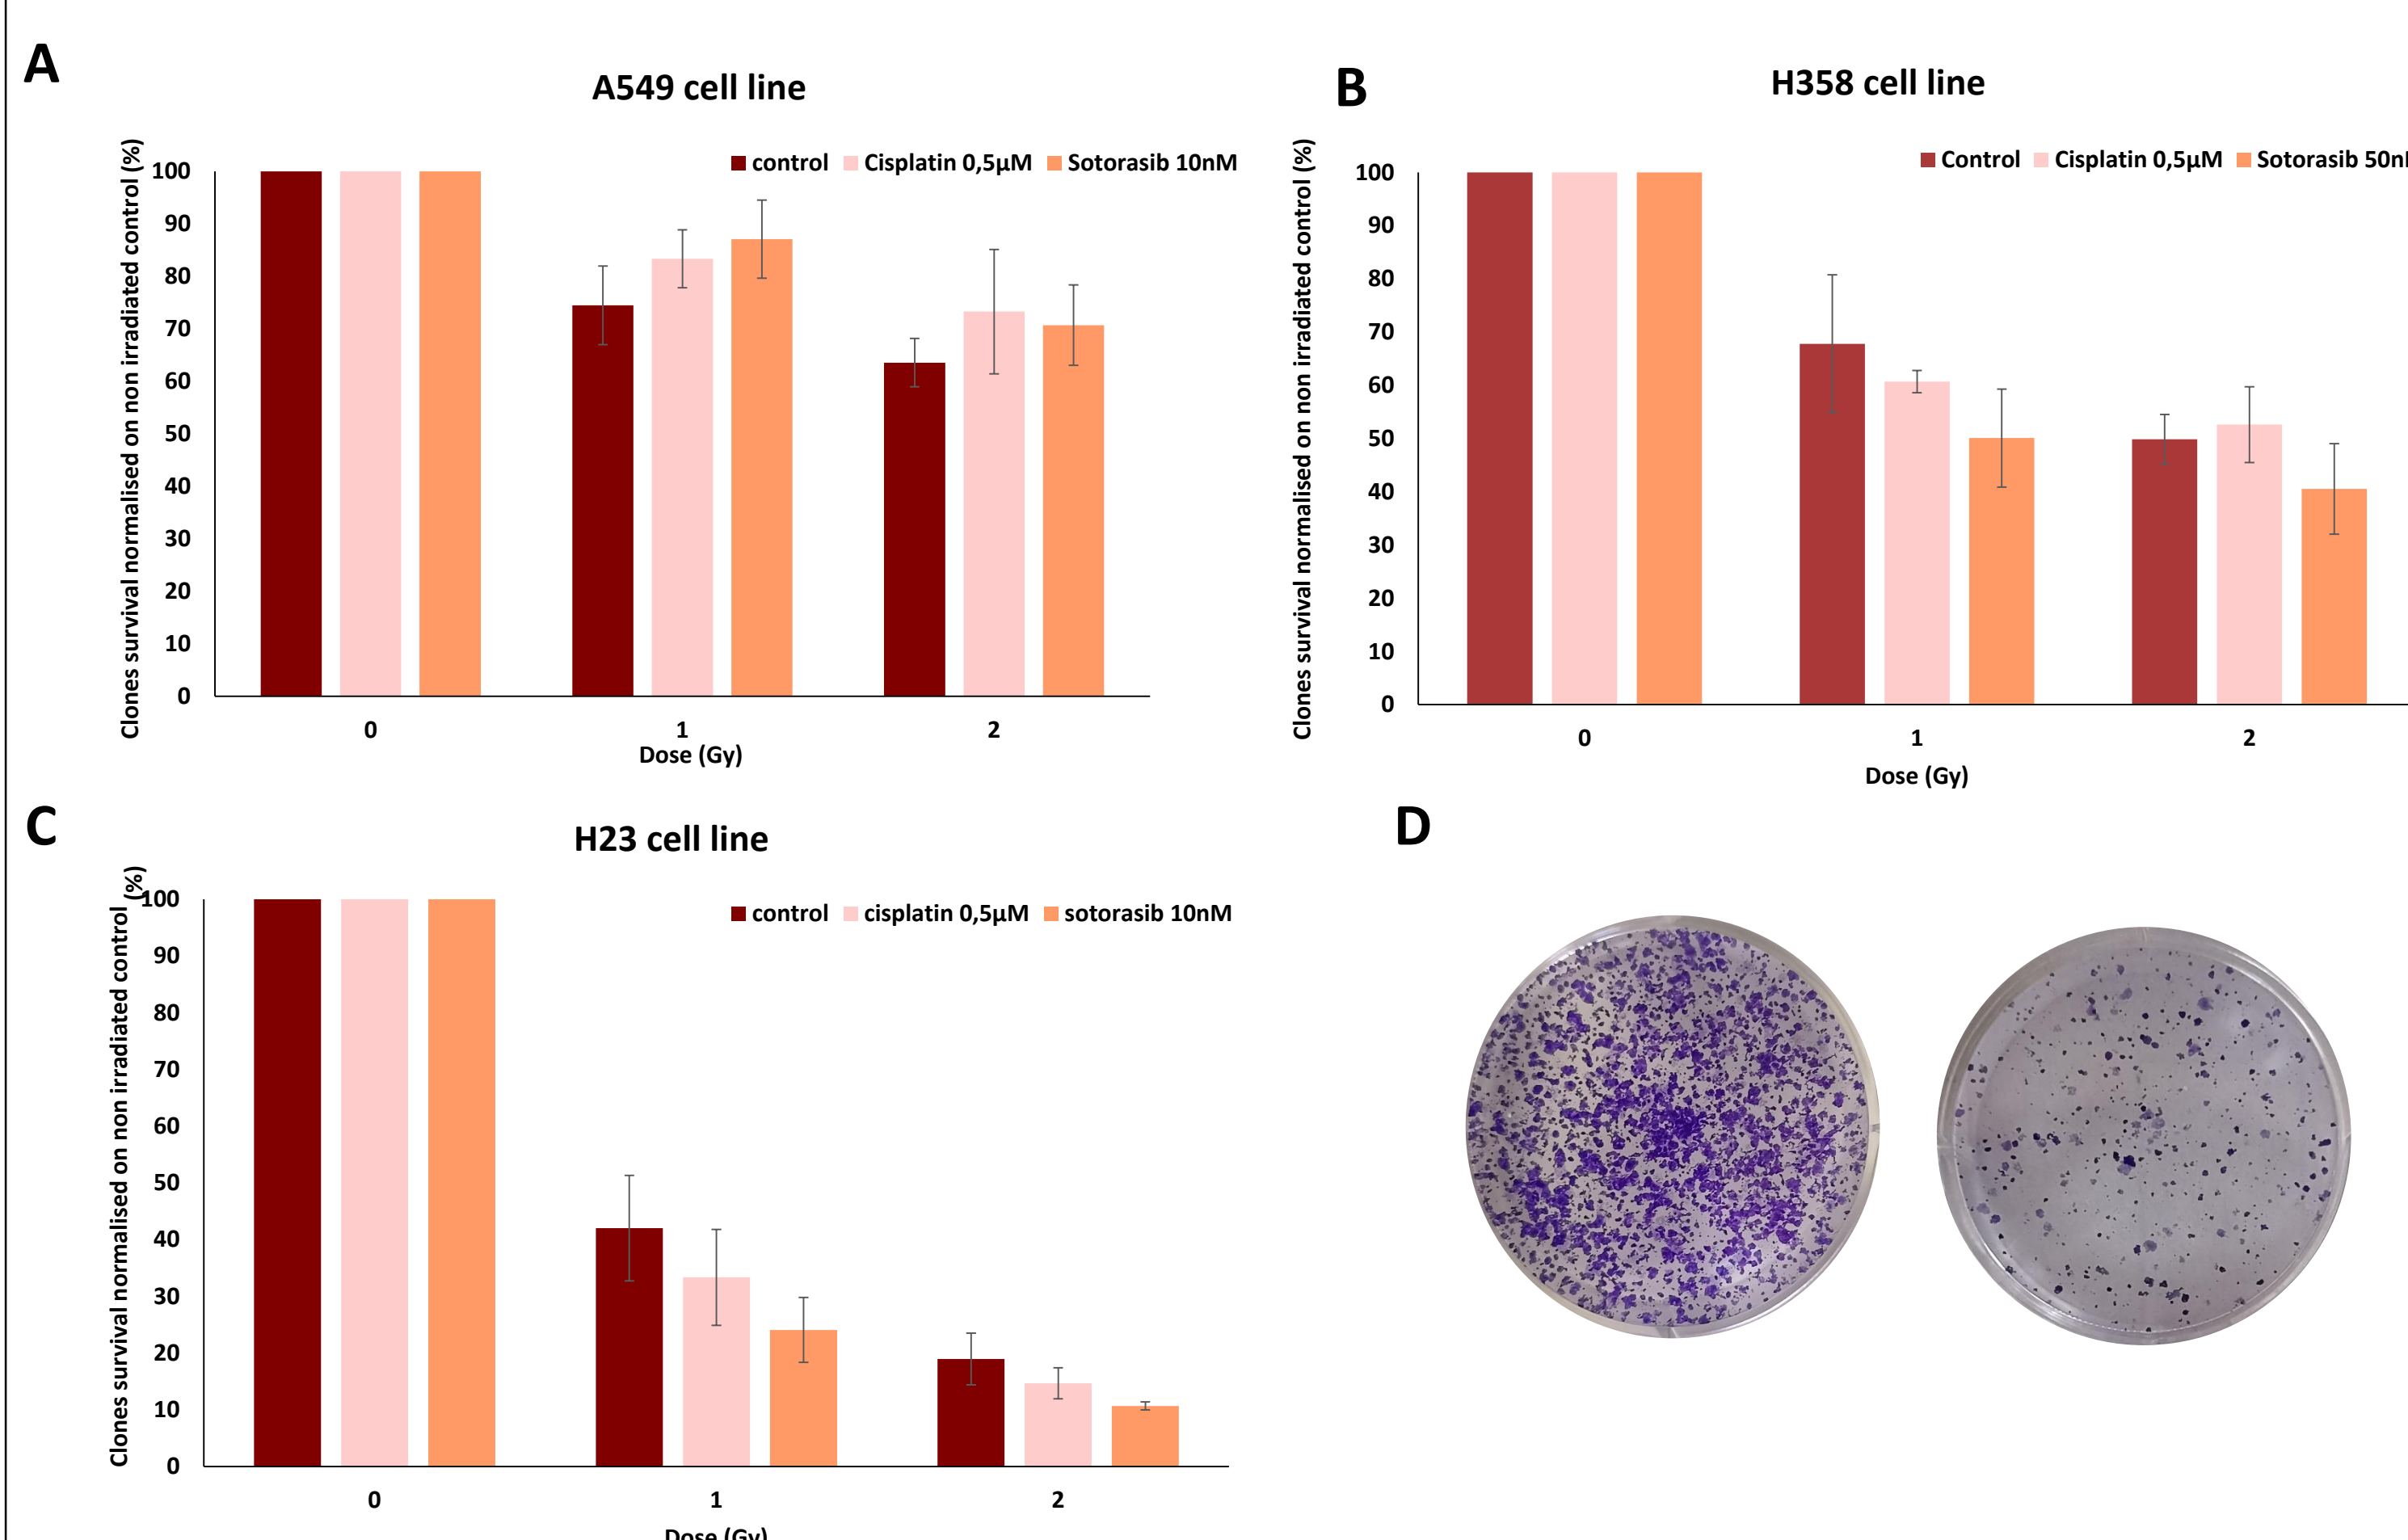 A
A549 cell line
control Cisplatin 0,5µM Sotorasib 10nM
Clones survival normalised on non irradiated control (%)
100
90
80
70
60
50
40
30
20
10
0
0 1 2
Dose (Gy)
B
H358 cell line
Control Cisplatin 0,5µM Sotorasib 50n
Clones survival normalised on non irradiated control (%)
100
90
80
70
60
50
40
30
20
10
0
0 1 2
Dose (Gy)
C
H23 cell line
control cisplatin 0,5µM sotorasib 10nM
Clones survival normalised on non irradiated control (%)
100
90
80
70
60
50
40
30
20
10
0
0 1 2
Dose (Gy)
D